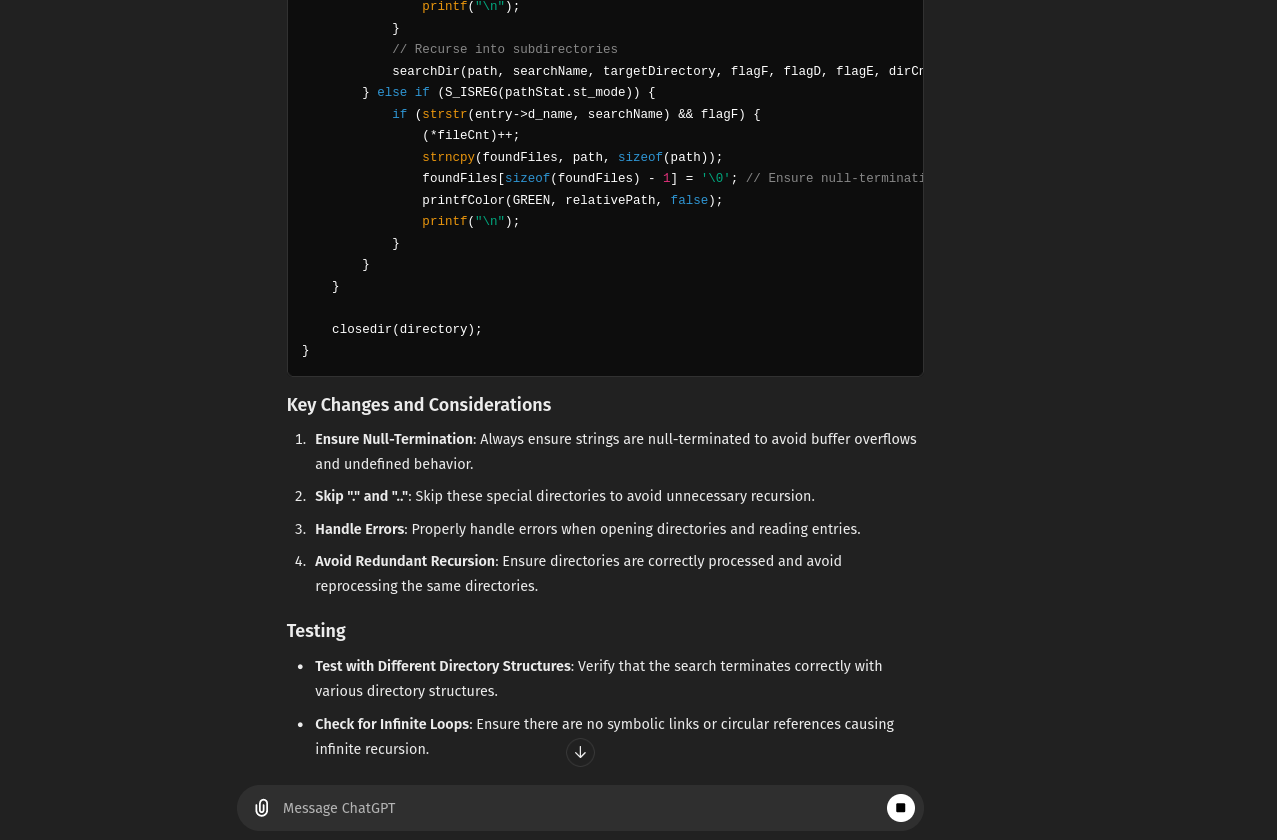 printf("\n");
}
// Recurse into subdirectories
searchDir(path, searchName, targetDirectory, flagF, flagD, flagE, dirCn
} else if (S_ISREG(pathStat.st_mode)) {
if (strstr(entry->d_name, searchName) && flagF) {
(*fileCnt)++;
strncpy(foundFiles, path, sizeof(path));
foundFiles[sizeof(foundFiles) - 1] = '\0'; // Ensure null-terminati
printfColor(GREEN, relativePath, false);
printf("\n");
}
}
}
closedir(directory);
}
Key Changes and Considerations
1. Ensure Null-Termination: Always ensure strings are null-terminated to avoid buffer overflows
and undefined behavior.
2. Skip "." and "..": Skip these special directories to avoid unnecessary recursion.
3. Handle Errors: Properly handle errors when opening directories and reading entries.
4. Avoid Redundant Recursion: Ensure directories are correctly processed and avoid
reprocessing the same directories.
Testing
• Test with Different Directory Structures: Verify that the search terminates correctly with
various directory structures.
• Check for Infinite Loops: Ensure there are no symbolic links or circular references causing
infinite recursion.
Message ChatGPT